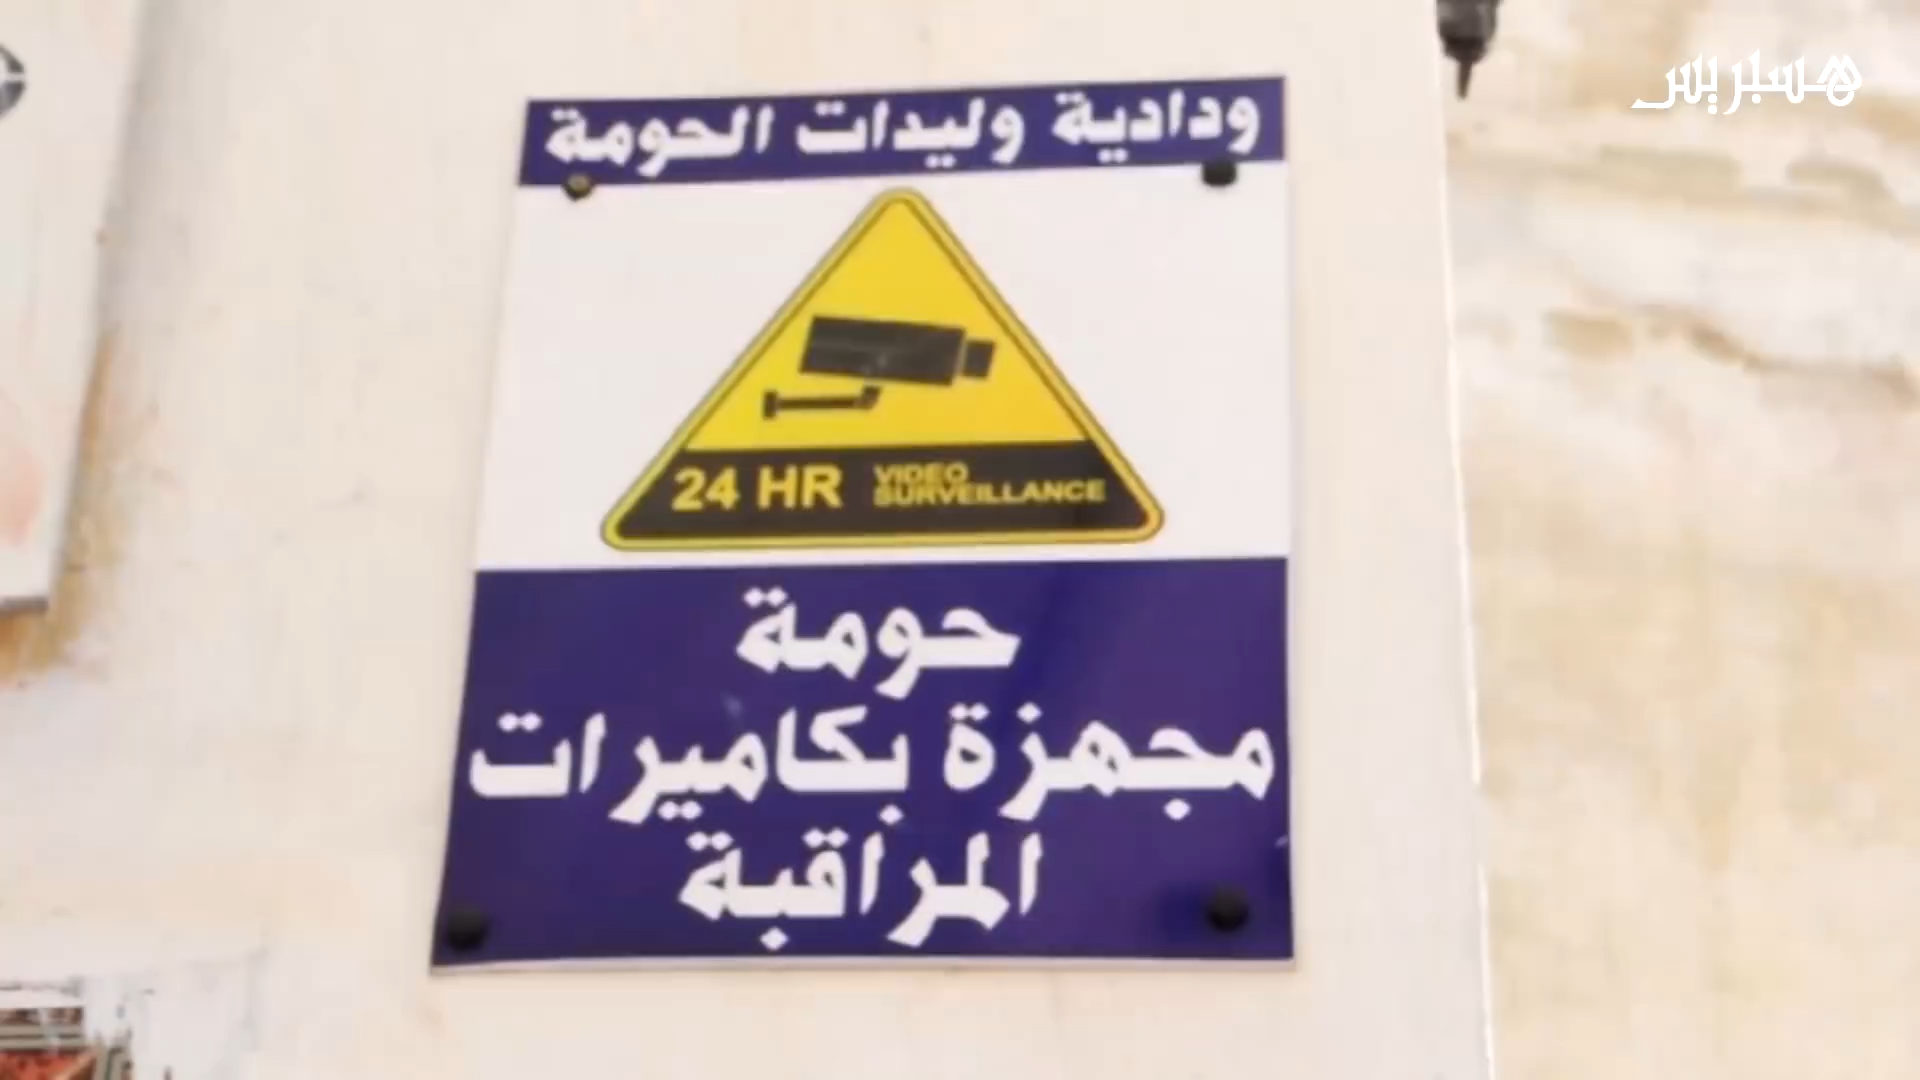 هسبريس
ودادية وليدات الحومة
24 HR VIDEO SURVEILLANCE
حومة
مجهزة بكاميرات
المراقبة